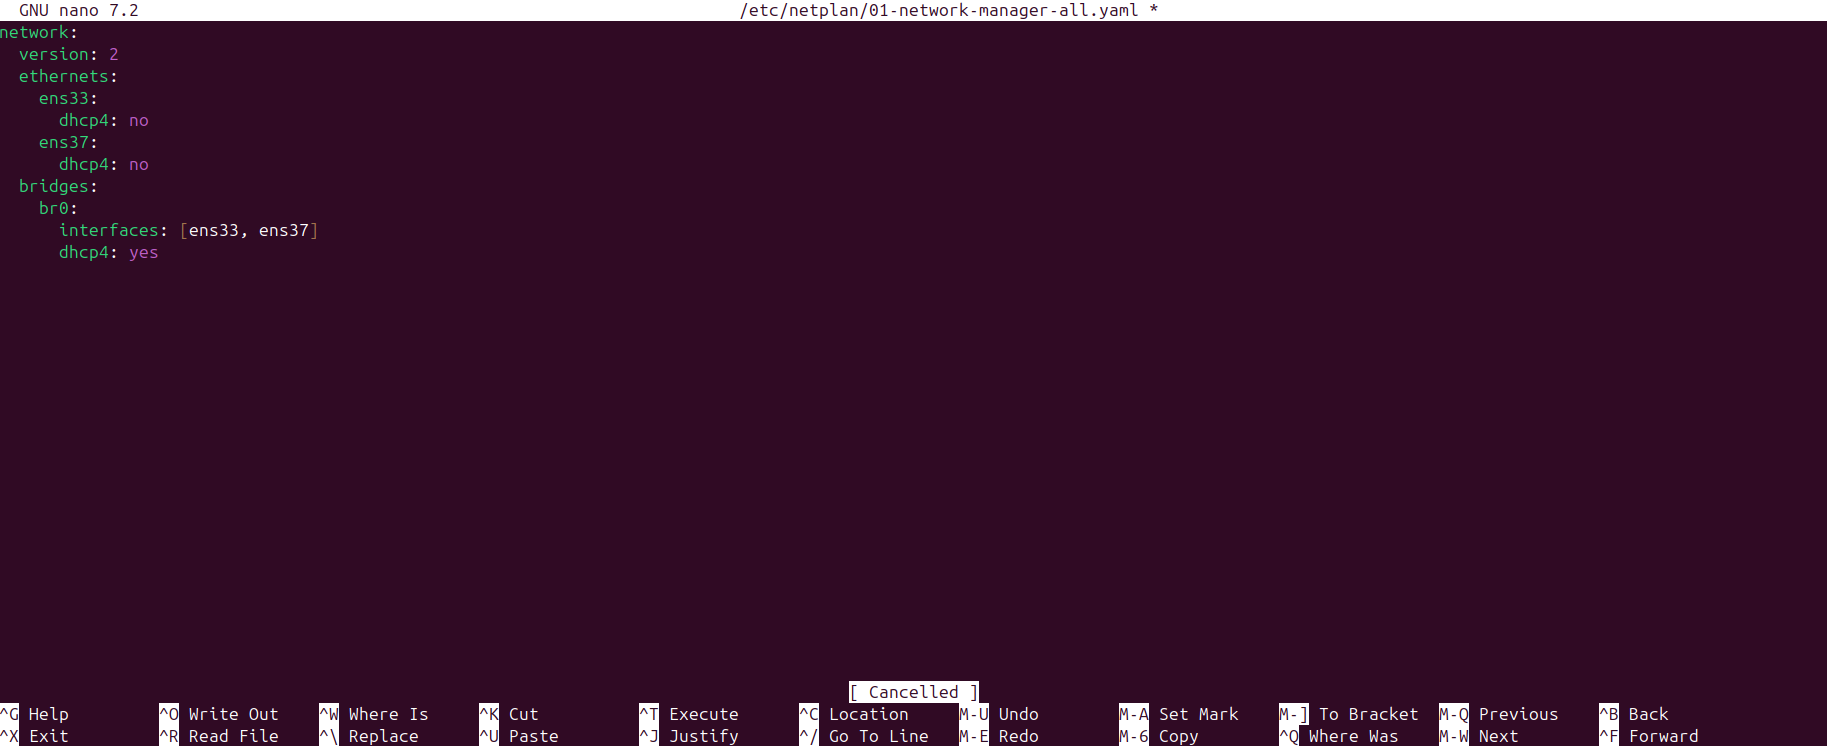 GNU nano 7.2 /etc/netplan/01-network-manager-all.yaml *
network:
  version: 2
  ethernets:
    ens33:
      dhcp4: no
    ens37:
      dhcp4: no
  bridges:
    br0:
      interfaces: [ens33, ens37]
      dhcp4: yes
[ Cancelled ]
^G Help ^O Write Out ^W Where Is ^K Cut ^T Execute ^C Location M-U Undo M-A Set Mark M-] To Bracket M-Q Previous ^B Back
^X Exit ^R Read File ^\ Replace ^U Paste ^J Justify ^/ Go To Line M-E Redo M-6 Copy ^Q Where Was M-W Next ^F Forward